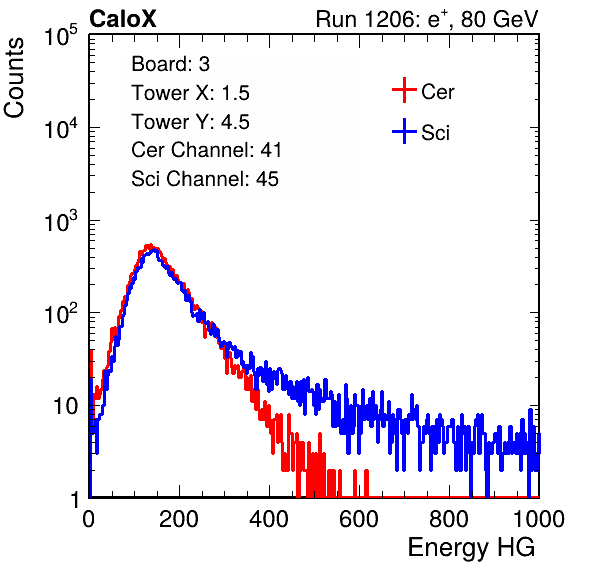 CaloX Run 1206: e⁺, 80 GeV
Counts
10⁵
10⁴
10³
10²
10
1
Board: 3
Tower X: 1.5
Tower Y: 4.5
Cer Channel: 41
Sci Channel: 45
Cer
Sci
0 200 400 600 800 1000
Energy HG